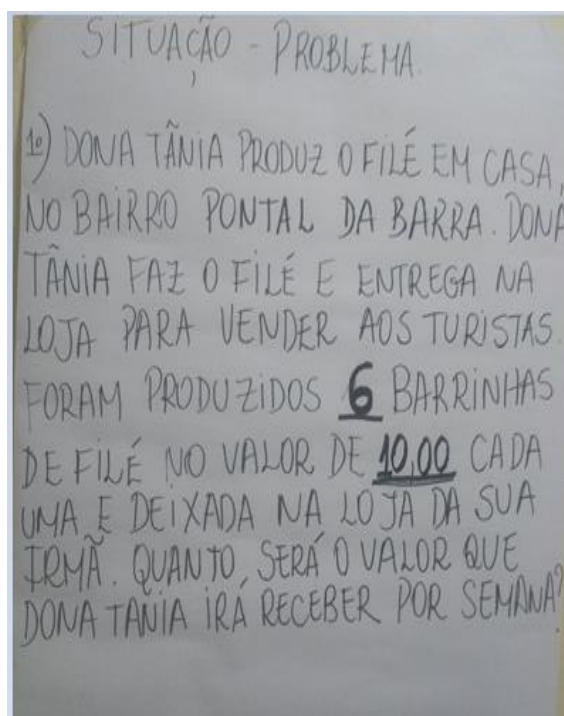 SITUAÇÃO - PROBLEMA.
1º) DONA TÂNIA PRODUZ O FILÉ EM CASA,
NO BAIRRO PONTAL DA BARRA. DONA
TÂNIA FAZ O FILÉ E ENTREGA NA
LOJA PARA VENDER AOS TURISTAS.
FORAM PRODUZIDOS 6 BARRINHAS
DE FILÉ NO VALOR DE 10,00 CADA
UMA E DEIXADA NA LOJA DA SUA
IRMÃ. QUANTO, SERÁ O VALOR QUE
DONA TANIA IRÁ RECEBER POR SEMANA?